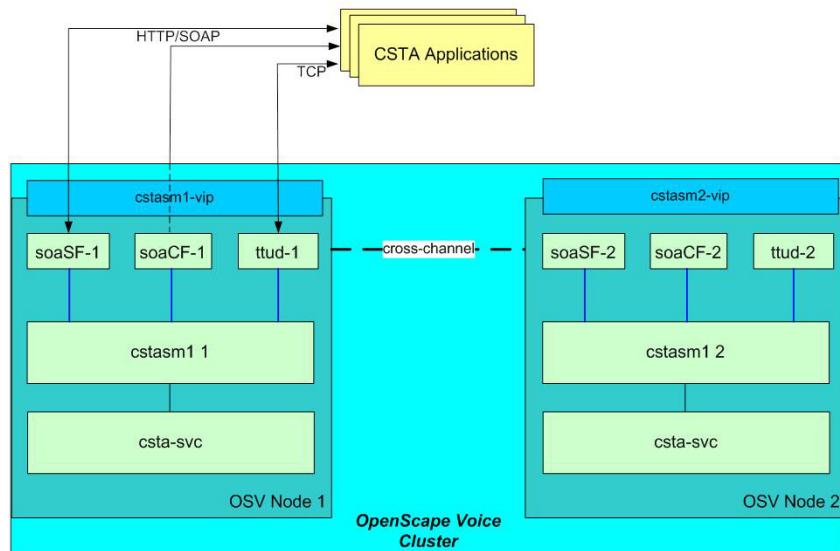 HTTP/SOAP
CSTA Applications
TCP
cstasm1-vip
cstasm2-vip
soaSF-1
soaCF-1
ttud-1
cross-channel
soaSF-2
soaCF-2
ttud-2
cstasm1 1
cstasm1 2
csta-svc
csta-svc
OSV Node 1
OSV Node 2
OpenScape Voice
Cluster